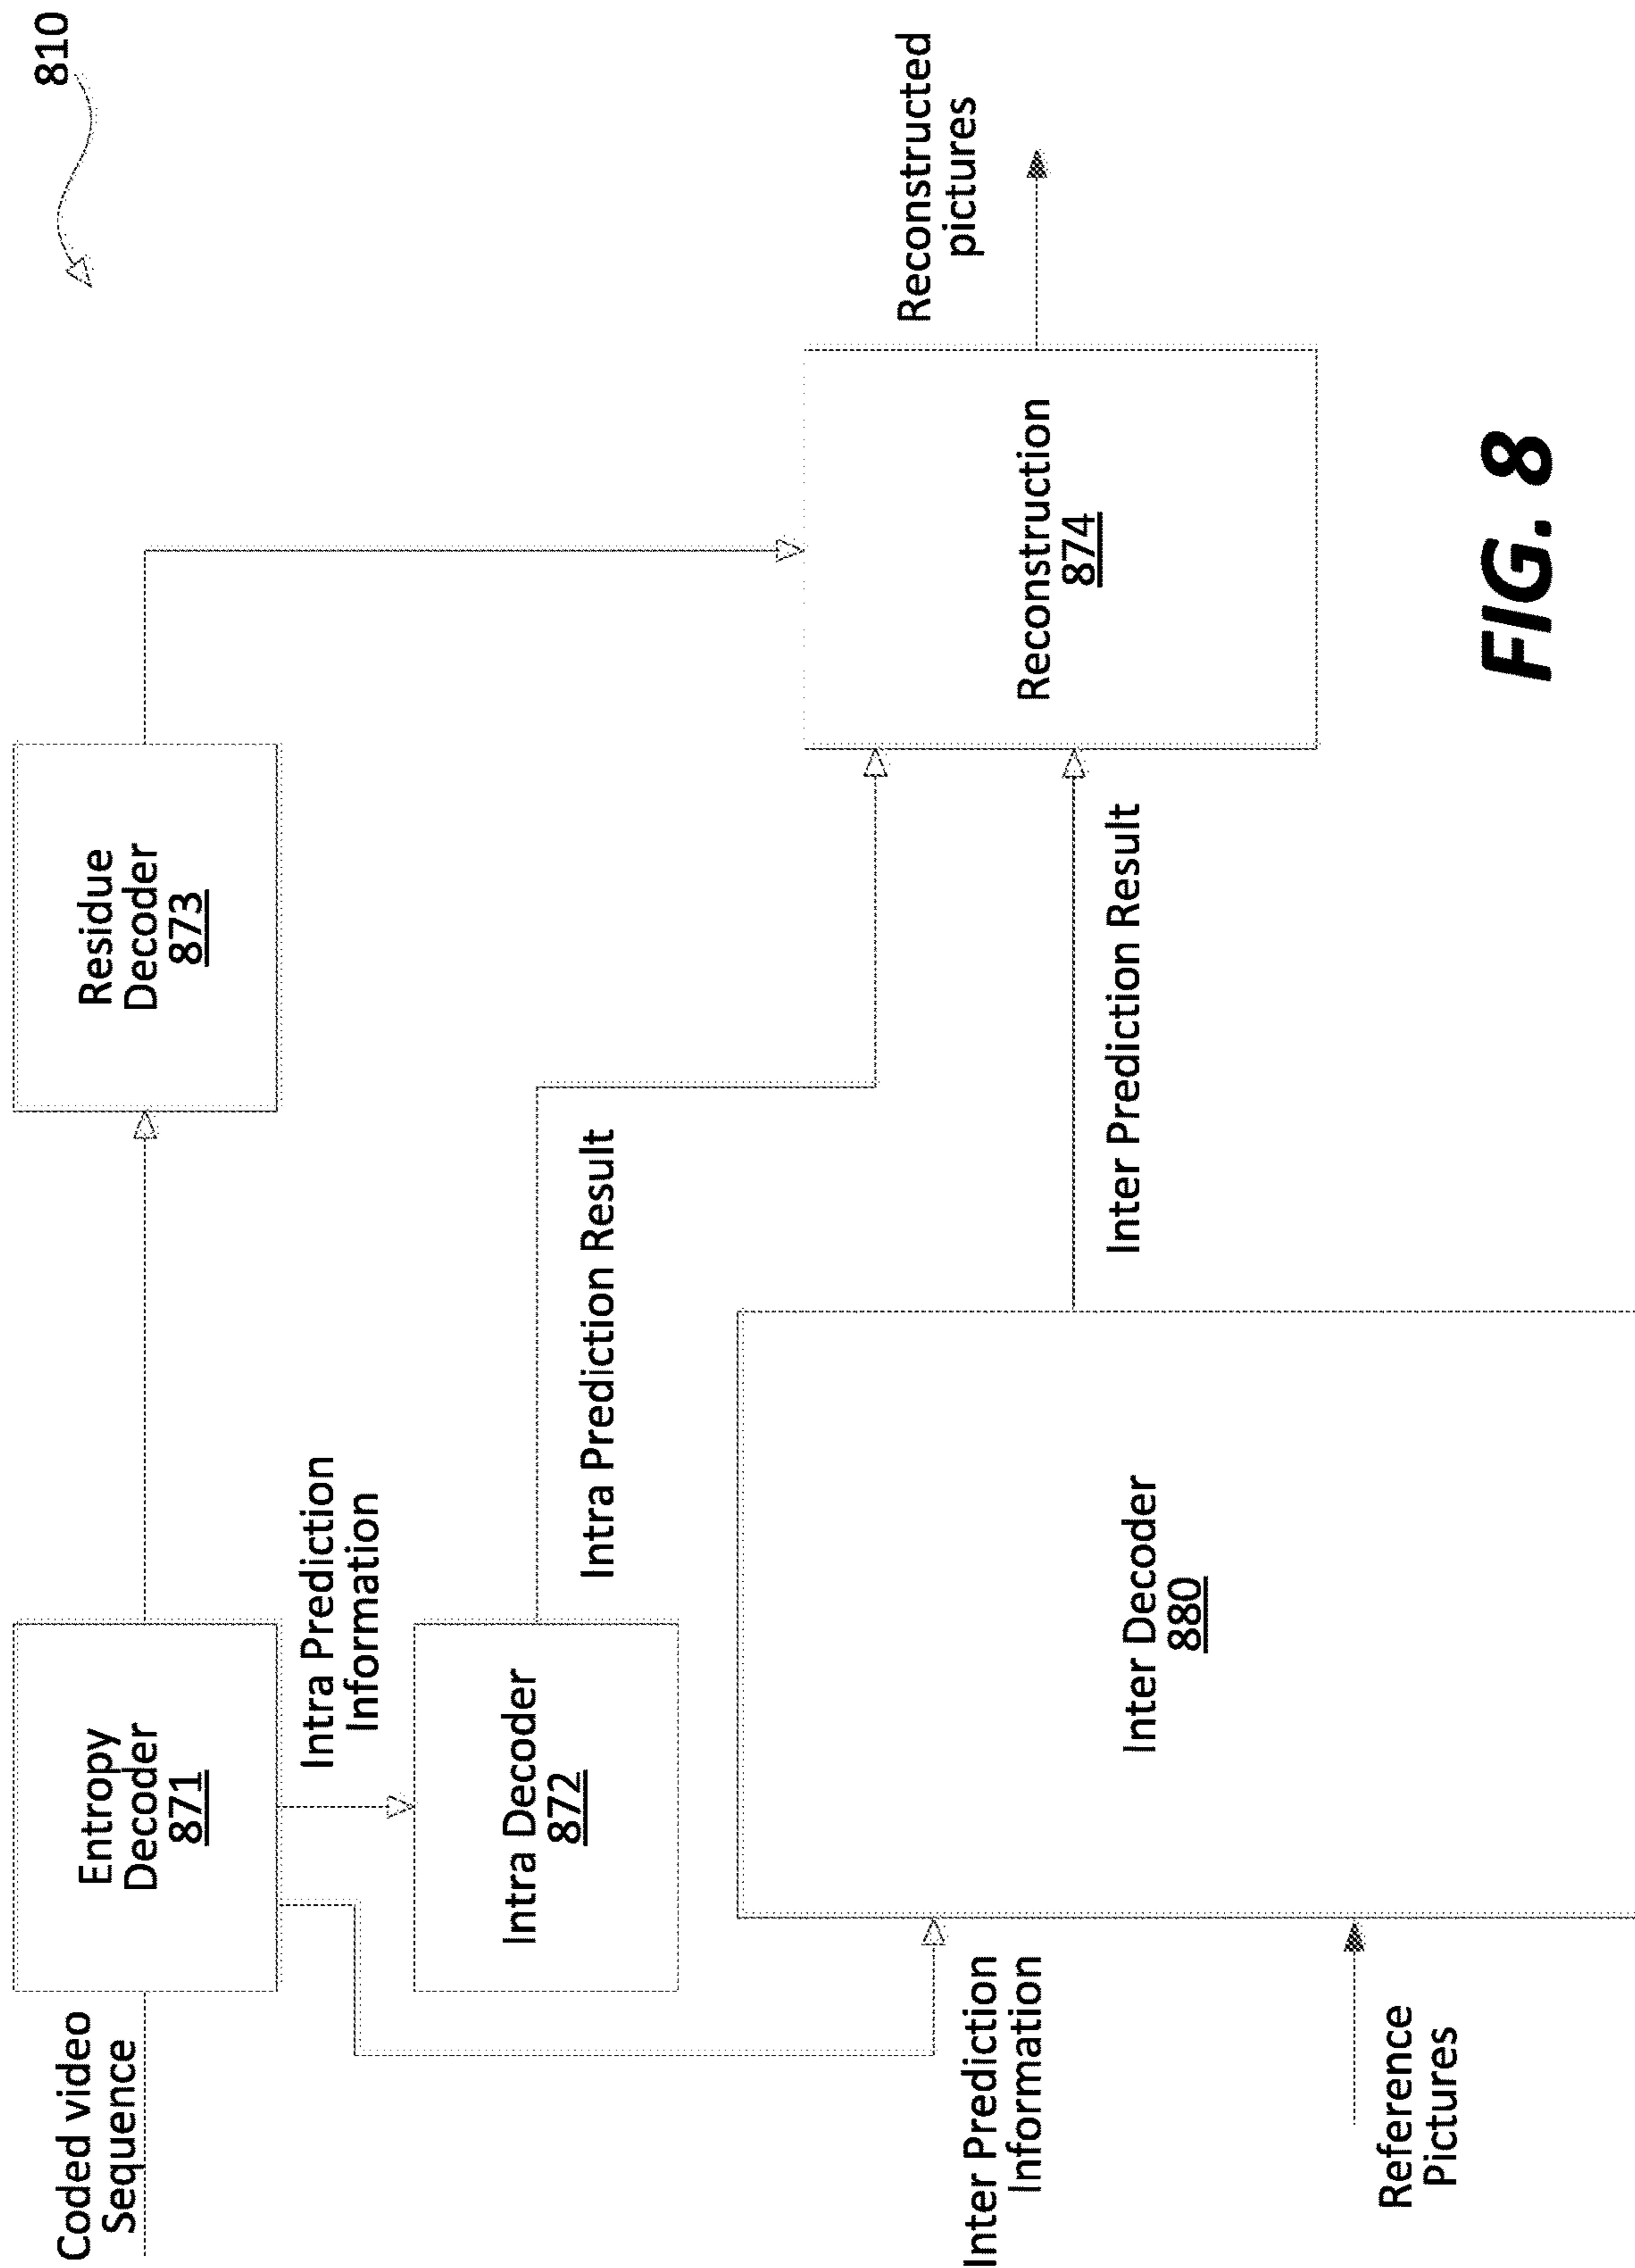 810
Coded video
Sequence
Entropy
Decoder
871
Residue
Decoder
873
Intra Prediction
Information
Intra Decoder
872
Intra Prediction Result
Inter Prediction
Information
Reference
Pictures
Inter Decoder
880
Inter Prediction Result
Reconstruction
874
Reconstructed
pictures
FIG. 8